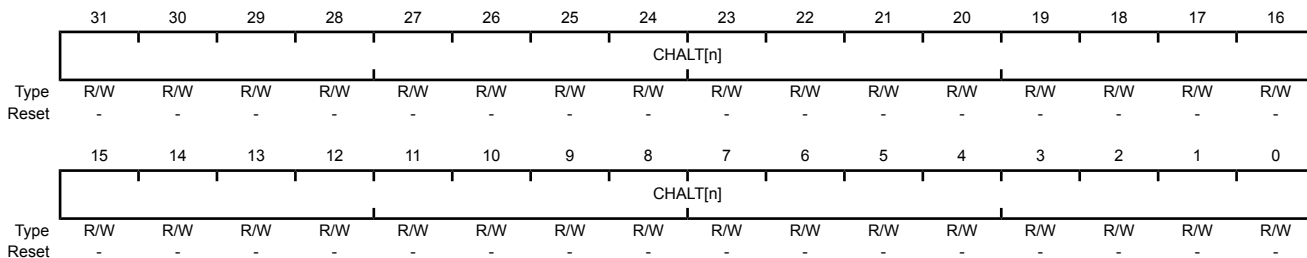 31 30 29 28 27 26 25 24 23 22 21 20 19 18 17 16
CHALT[n]
Type R/W R/W R/W R/W R/W R/W R/W R/W R/W R/W R/W R/W R/W R/W R/W R/W
Reset - - - - - - - - - - - - - - - -
15 14 13 12 11 10 9 8 7 6 5 4 3 2 1 0
CHALT[n]
Type R/W R/W R/W R/W R/W R/W R/W R/W R/W R/W R/W R/W R/W R/W R/W R/W
Reset - - - - - - - - - - - - - - - -